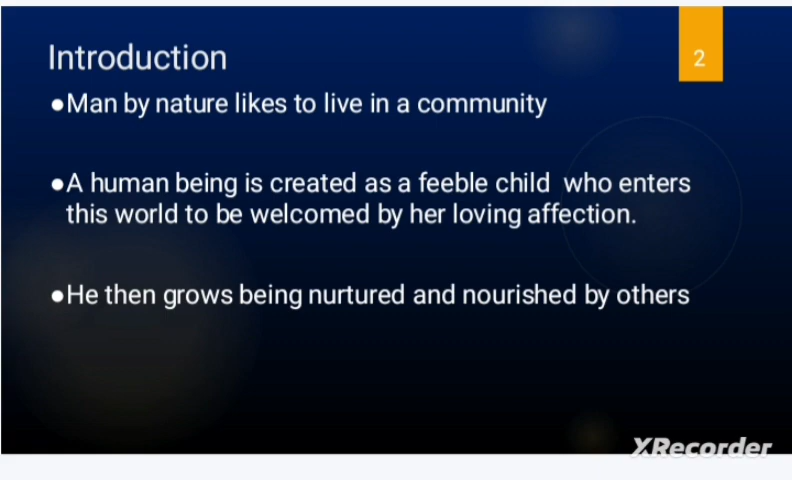 Introduction
2
●Man by nature likes to live in a community
●A human being is created as a feeble child who enters
this world to be welcomed by her loving affection.
●He then grows being nurtured and nourished by others
XRecorder